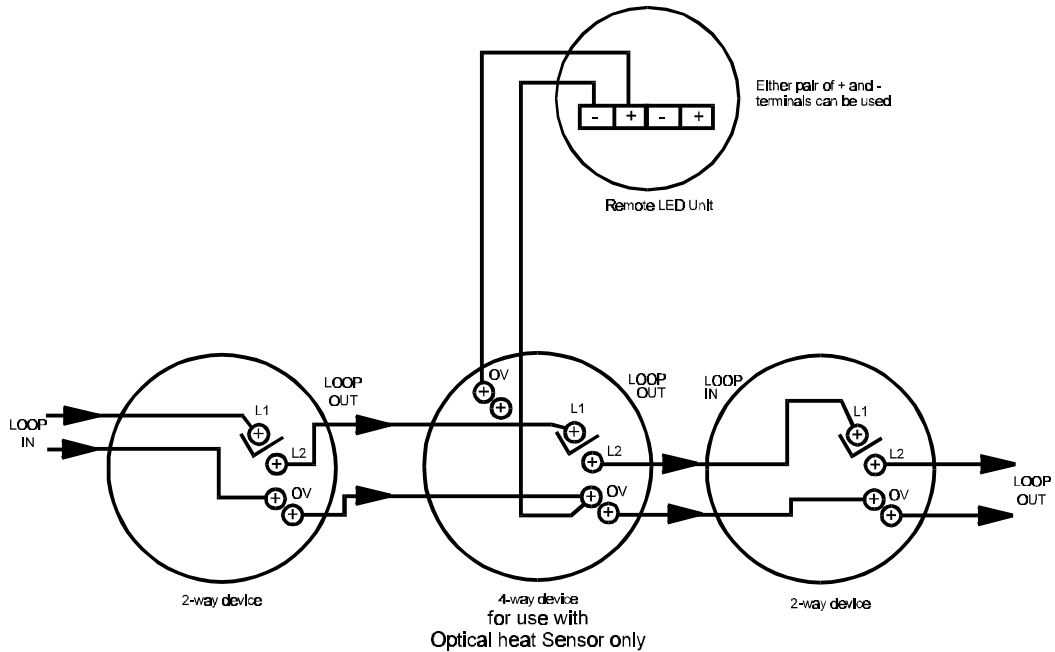 Either pair of + and -
terminals can be used
- + - +
Remote LED Unit
LOOP
IN
L1
L2
OV
LOOP
OUT
OV
L1
L2
OV
LOOP
OUT
LOOP
IN
L1
L2
OV
LOOP
OUT
2-way device
4-way device
for use with
Optical heat Sensor only
2-way device